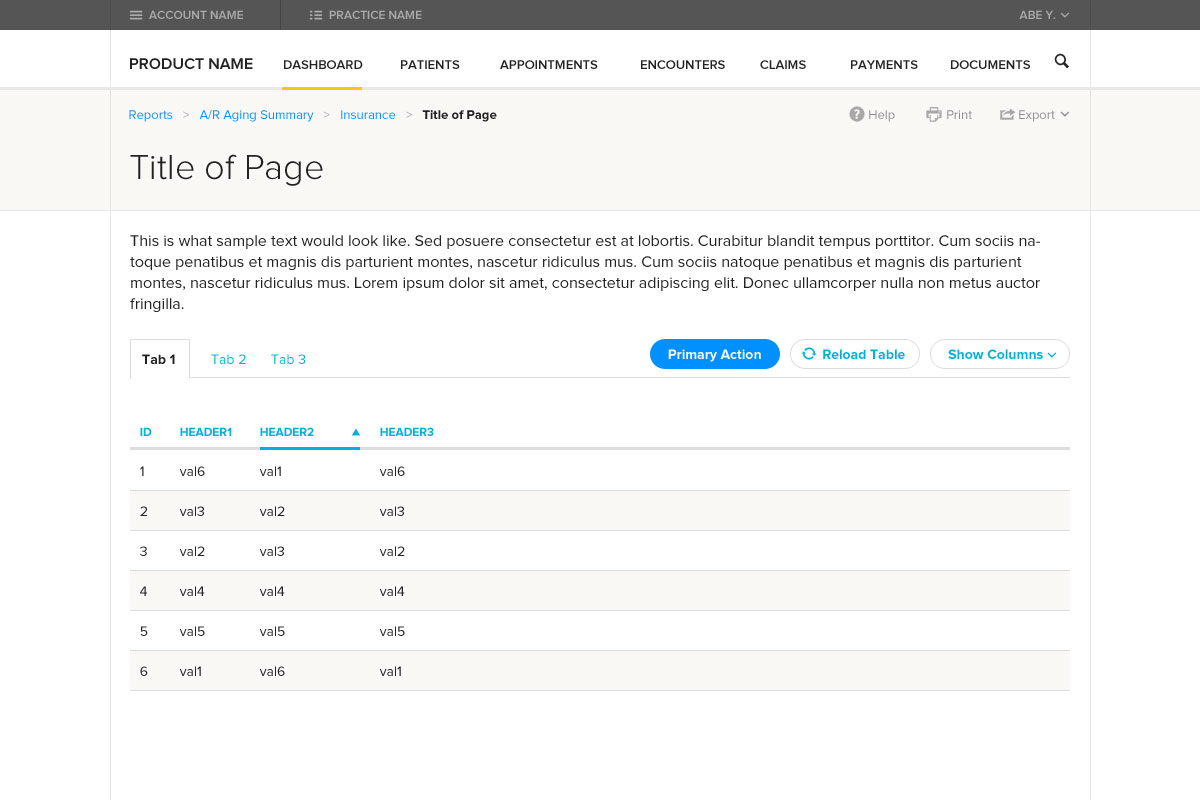 ACCOUNT NAME PRACTICE NAME ABE Y.
PRODUCT NAME DASHBOARD PATIENTS APPOINTMENTS ENCOUNTERS CLAIMS PAYMENTS DOCUMENTS
Reports > A/R Aging Summary > Insurance > Title of Page ? Help Print Export
Title of Page
This is what sample text would look like. Sed posuere consectetur est at lobortis. Curabitur blandit tempus porttitor. Cum sociis na-
toque penatibus et magnis dis parturient montes, nascetur ridiculus mus. Cum sociis natoque penatibus et magnis dis parturient
montes, nascetur ridiculus mus. Lorem ipsum dolor sit amet, consectetur adipiscing elit. Donec ullamcorper nulla non metus auctor
fringilla.
Tab 1 Tab 2 Tab 3 Primary Action Reload Table Show Columns
ID HEADER1 HEADER2 ▲ HEADER3
1 val6 val1 val6
2 val3 val2 val3
3 val2 val3 val2
4 val4 val4 val4
5 val5 val5 val5
6 val1 val6 val1